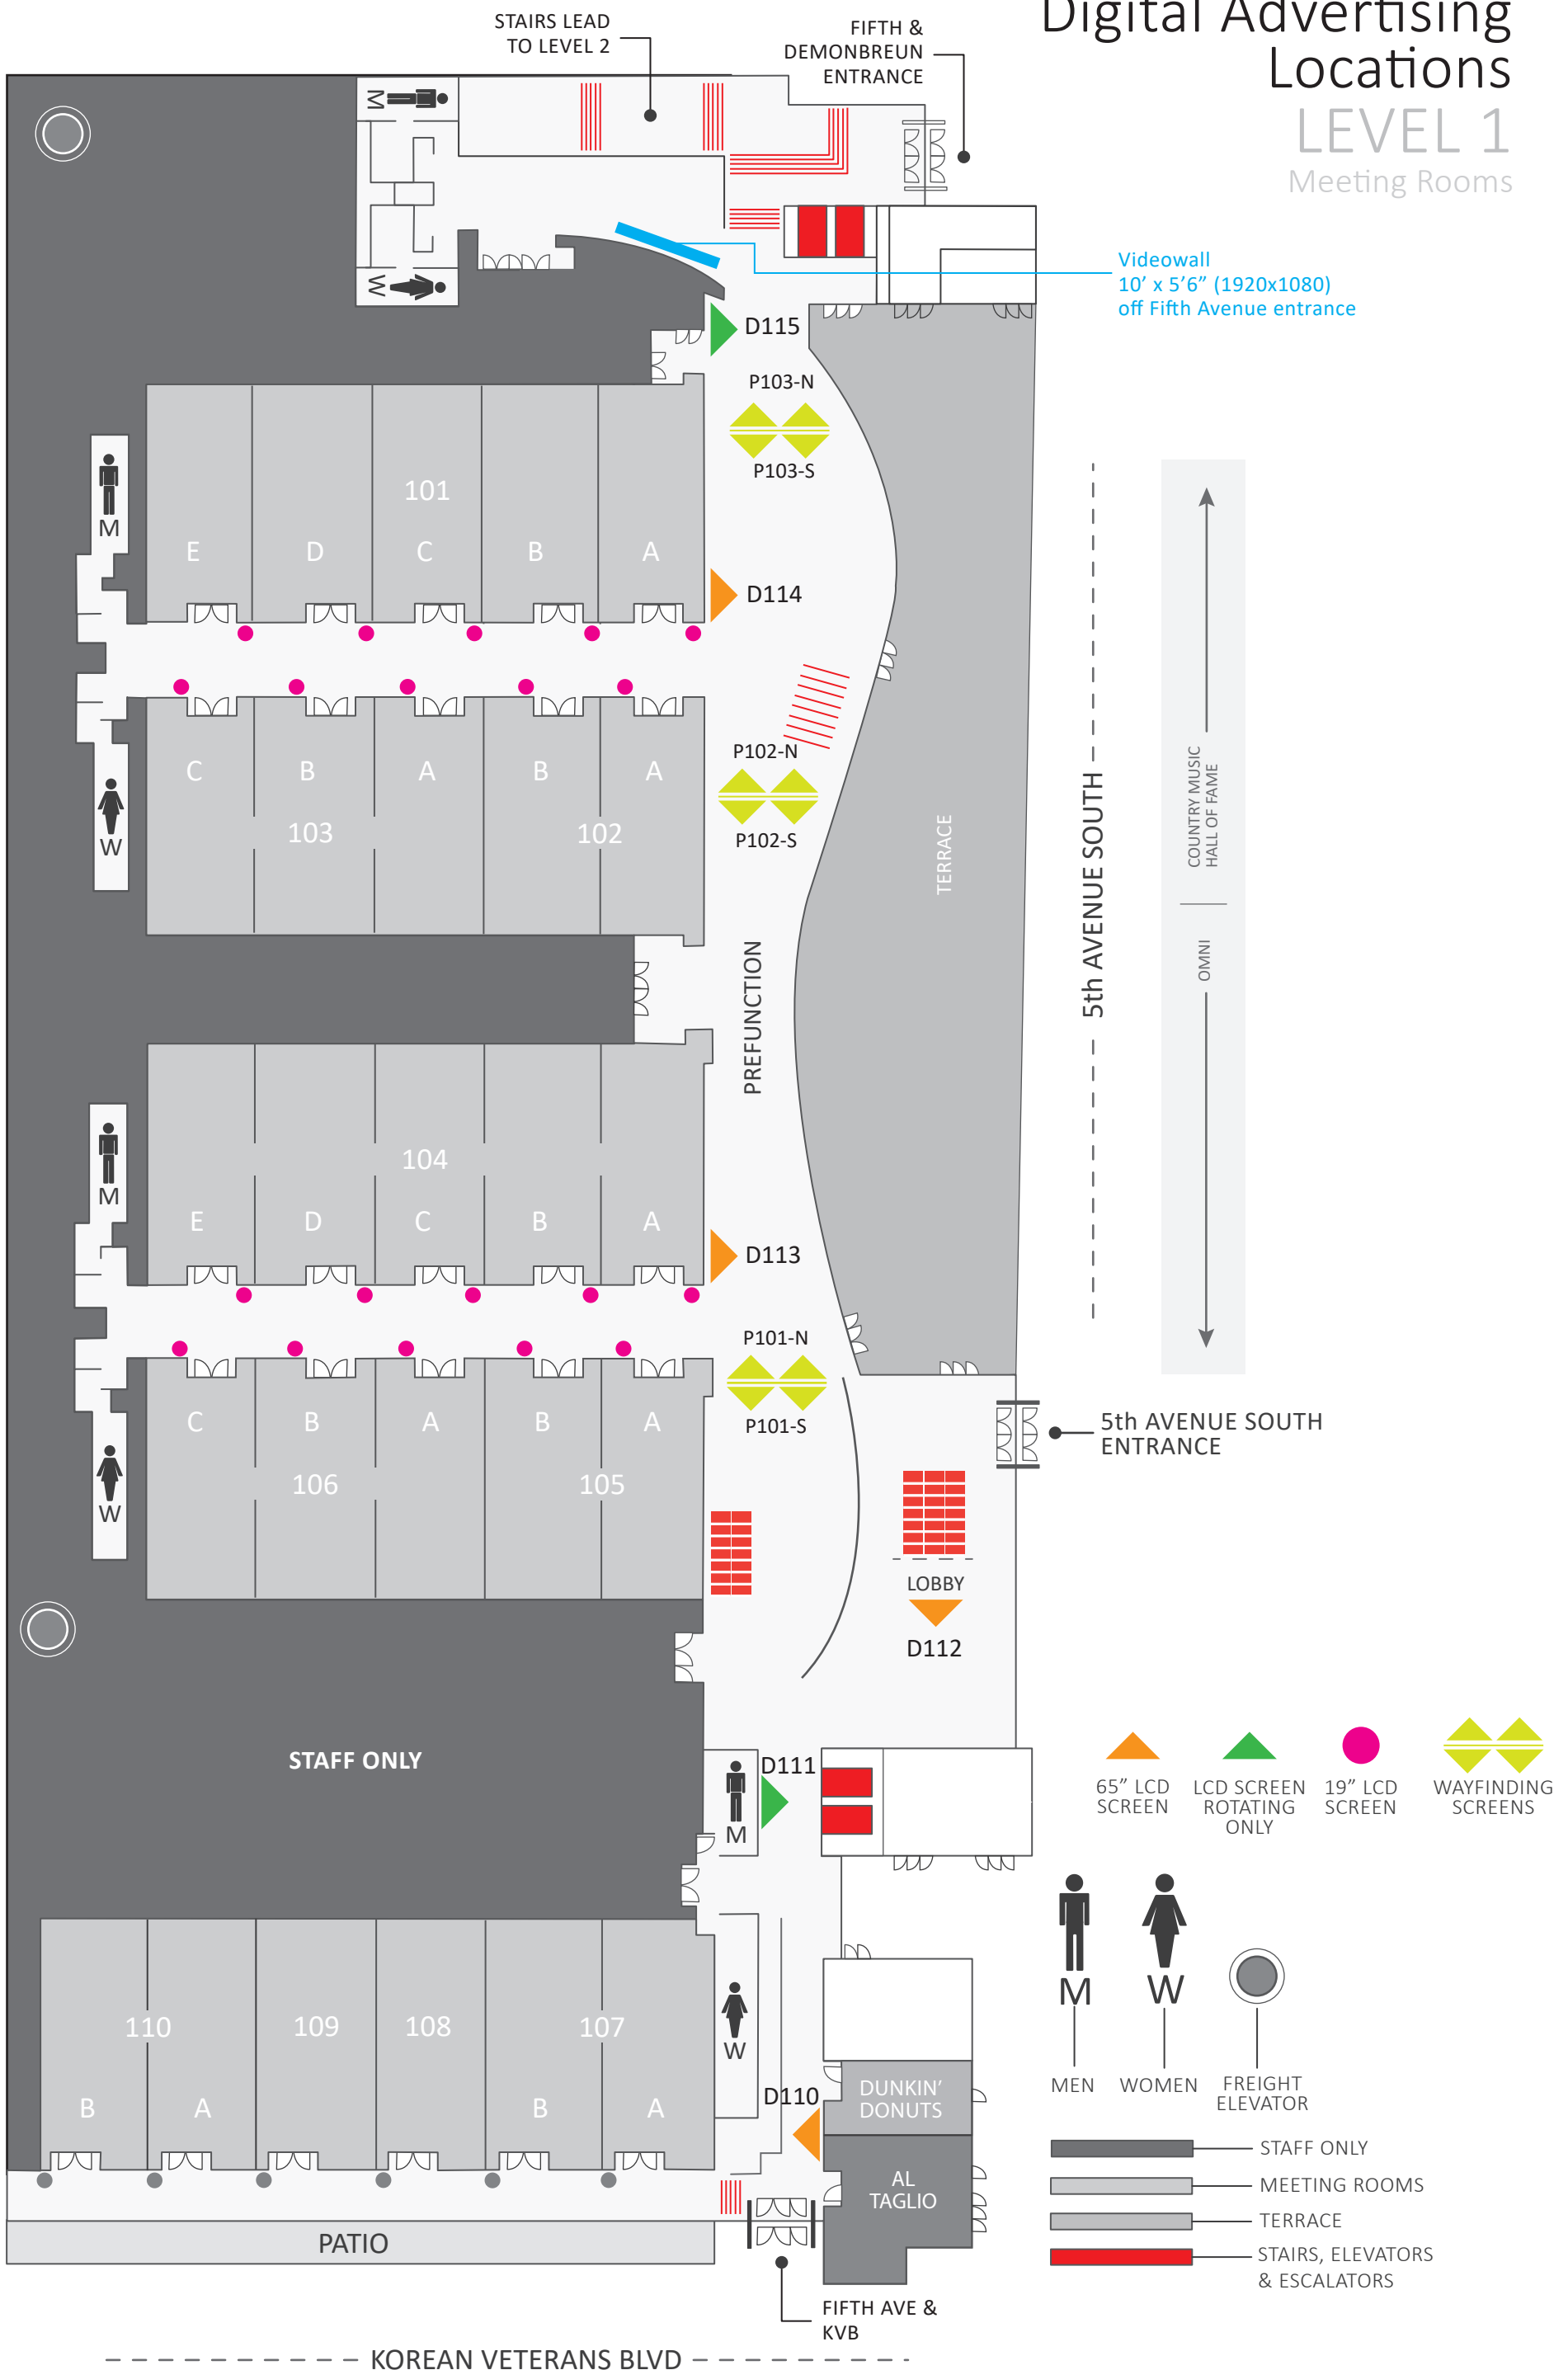 Digital Advertising
Locations
LEVEL 1
Meeting Rooms
STAIRS LEAD
TO LEVEL 2
FIFTH &
DEMONBREUN
ENTRANCE
M
W
Videowall
10’ x 5’6” (1920x1080)
off Fifth Avenue entrance
D115
P103-N
P103-S
M
101
E
D
C
B
A
D114
C
B
A
B
A
103
102
W
P102-N
P102-S
TERRACE
PREFUNCTION
5th AVENUE SOUTH
COUNTRY MUSIC
HALL OF FAME
OMNI
M
104
E
D
C
B
A
D113
P101-N
P101-S
C
B
A
B
A
106
105
W
5th AVENUE SOUTH
ENTRANCE
LOBBY
D112
STAFF ONLY
D111
M
65” LCD
SCREEN
LCD SCREEN
ROTATING
ONLY
19” LCD
SCREEN
WAYFINDING
SCREENS
M
W
MEN
WOMEN
FREIGHT
ELEVATOR
110
109
108
107
B
A
B
A
W
D110
DUNKIN’
DONUTS
AL
TAGLIO
STAFF ONLY
MEETING ROOMS
TERRACE
STAIRS, ELEVATORS
& ESCALATORS
PATIO
FIFTH AVE &
KVB
KOREAN VETERANS BLVD